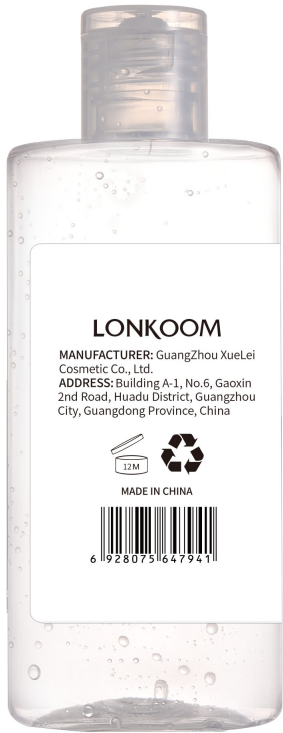 LONKOOM
MANUFACTURER: GuangZhou XueLei
Cosmetic Co., Ltd.
ADDRESS: Building A-1, No.6, Gaoxin
2nd Road, Huadu District, Guangzhou
City, Guangdong Province, China
12M
MADE IN CHINA
6 928075 647941